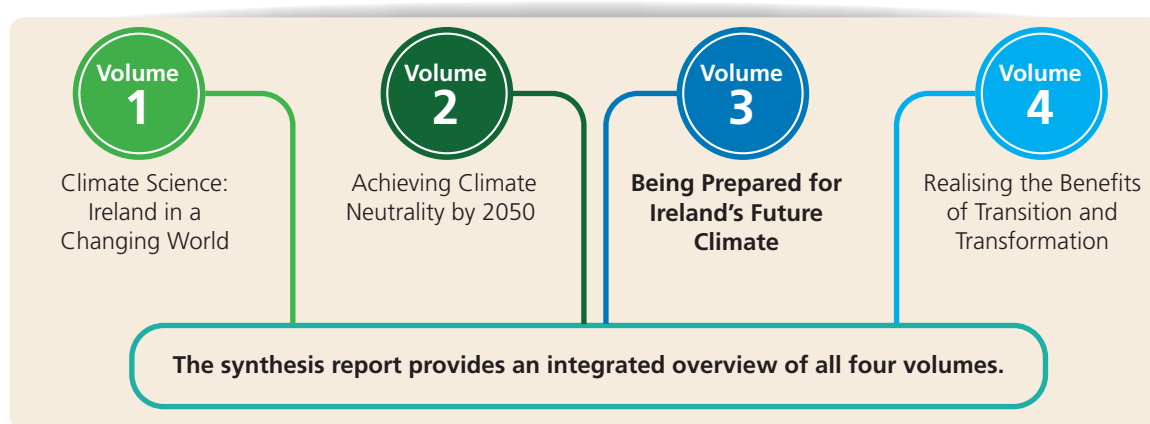 Volume
1
Climate Science:
Ireland in a
Changing World
Volume
2
Achieving Climate
Neutrality by 2050
Volume
3
Being Prepared for
Ireland's Future
Climate
Volume
4
Realising the Benefits
of Transition and
Transformation
The synthesis report provides an integrated overview of all four volumes.